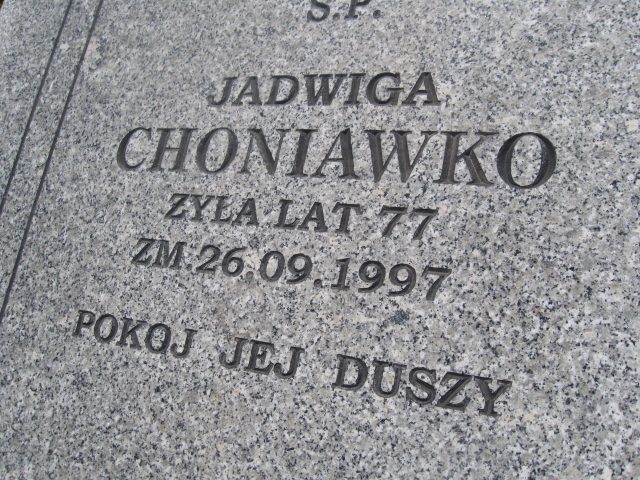 S.P.
JADWIGA
CHONIAWKO
ZYŁA LAT 77
ZM.26.09.1997
POKOJ JEJ DUSZY